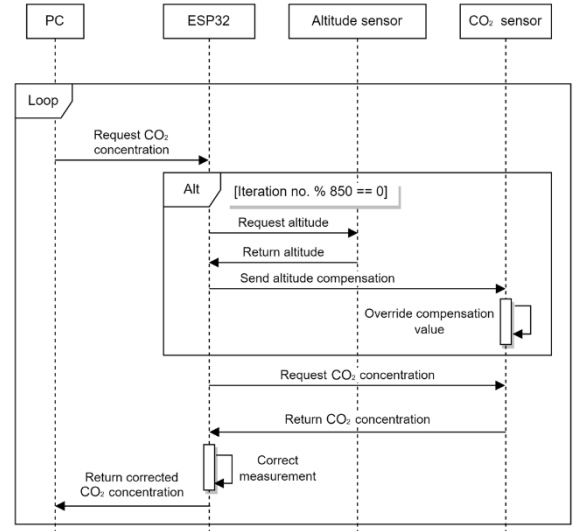 PC
ESP32
Altitude sensor
CO₂ sensor
Loop
Request CO₂
concentration
Alt
[Iteration no. % 850 == 0]
Request altitude
Return altitude
Send altitude compensation
Override compensation
value
Request CO₂ concentration
Return CO₂ concentration
Correct
measurement
Return corrected
CO₂ concentration